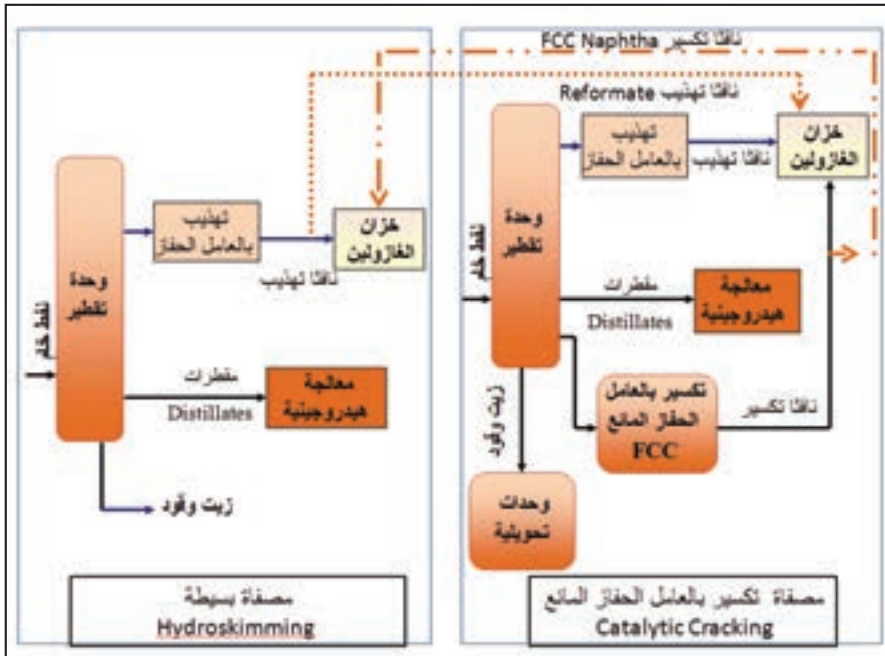 FCC Naphtha نافثا تكسير
Reformate نافثا تهذيب
خزان
الغازولين
تهذيب
بالعامل الحفاز
نافثا تهذيب
وحدة
تقطير
نفط خام
مقطرات
Distillates
معالجة
هيدروجينية
تكسير بالعامل
الحفاز المائع
FCC
نافثا تكسير
زيت وقود
وحدات
تحويلية
مصفاة تكسير بالعامل الحفاز المائع
Catalytic Cracking
تهذيب
بالعامل الحفاز
خزان
الغازولين
نافثا تهذيب
وحدة
تقطير
نفط خام
مقطرات
Distillates
معالجة
هيدروجينية
زيت وقود
مصفاة بسيطة
Hydroskimming